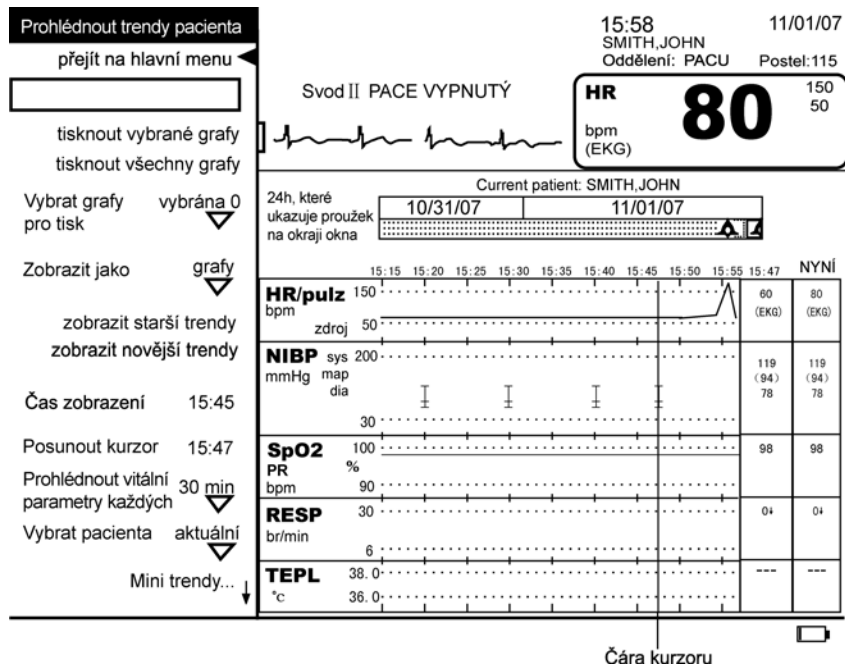 Prohlédnout trendy pacienta
přejít na hlavní menu
tisknout vybrané grafy
tisknout všechny grafy
Vybrat grafy pro tisk
vybrána 0
Zobrazit jako
grafy
zobrazit starší trendy
zobrazit novější trendy
Čas zobrazení 15:45
Posunout kurzor 15:47
Prohlédnout vitální
parametry každých
30 min
Vybrat pacienta aktuální
Mini trendy...
15:58 11/01/07
SMITH,JOHN
Oddělení: PACU Postel:115
Svod II PACE VYPNUTÝ
HR
bpm
(EKG)
80
150
50
Current patient: SMITH,JOHN
24h, které
ukazuje proužek
na okraji okna
10/31/07 11/01/07
15:15 15:20 15:25 15:30 15:35 15:40 15:45 15:50 15:55 15:47 NYNÍ
HR/pulz 150
bpm
zdroj 50
60
(EKG)
80
(EKG)
NIBP sys 200
mmHg map
dia
30
119
(94)
78
119
(94)
78
SpO2 100
PR %
bpm 90
98 98
RESP 30
br/min
6
0↓ 0↓
TEPL 38.0
°C 36.0
--- ---
Čára kurzoru